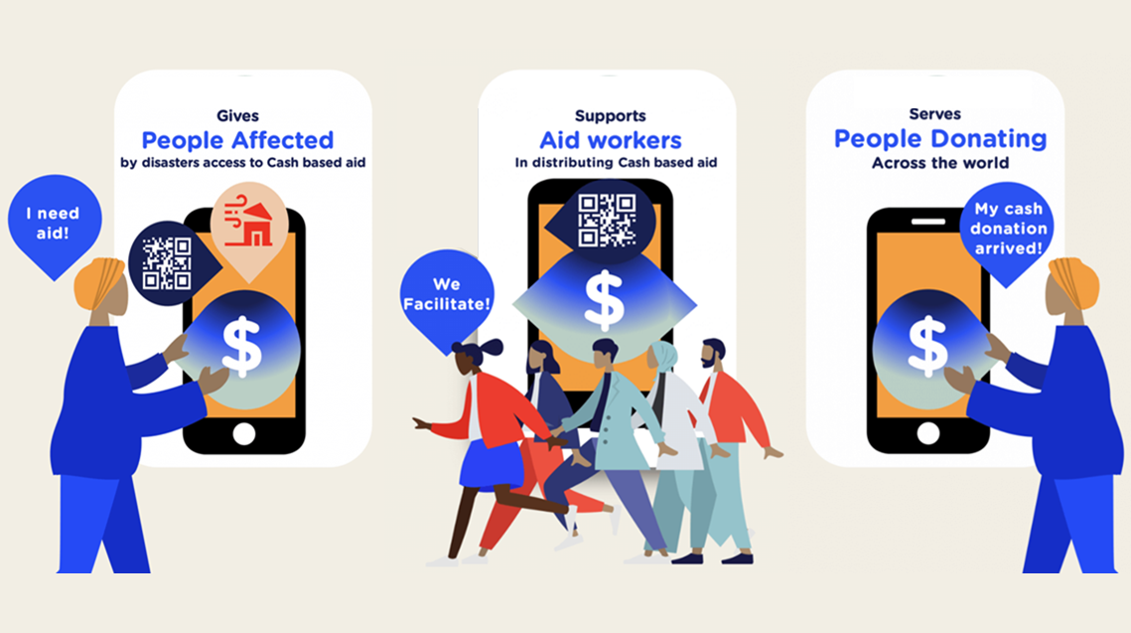 Gives
People Affected
by disasters access to Cash based aid
I need
aid!
$
Supports
Aid workers
In distributing Cash based aid
We
Facilitate!
$
Serves
People Donating
Across the world
My cash
donation
arrived!
$